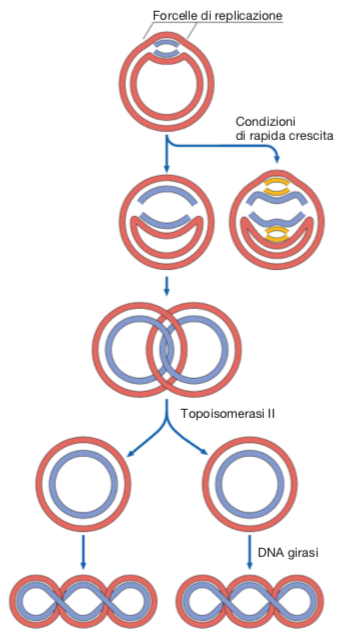 Forcelle di replicazione
Condizioni
di rapida crescita
Topoisomerasi II
DNA girasi